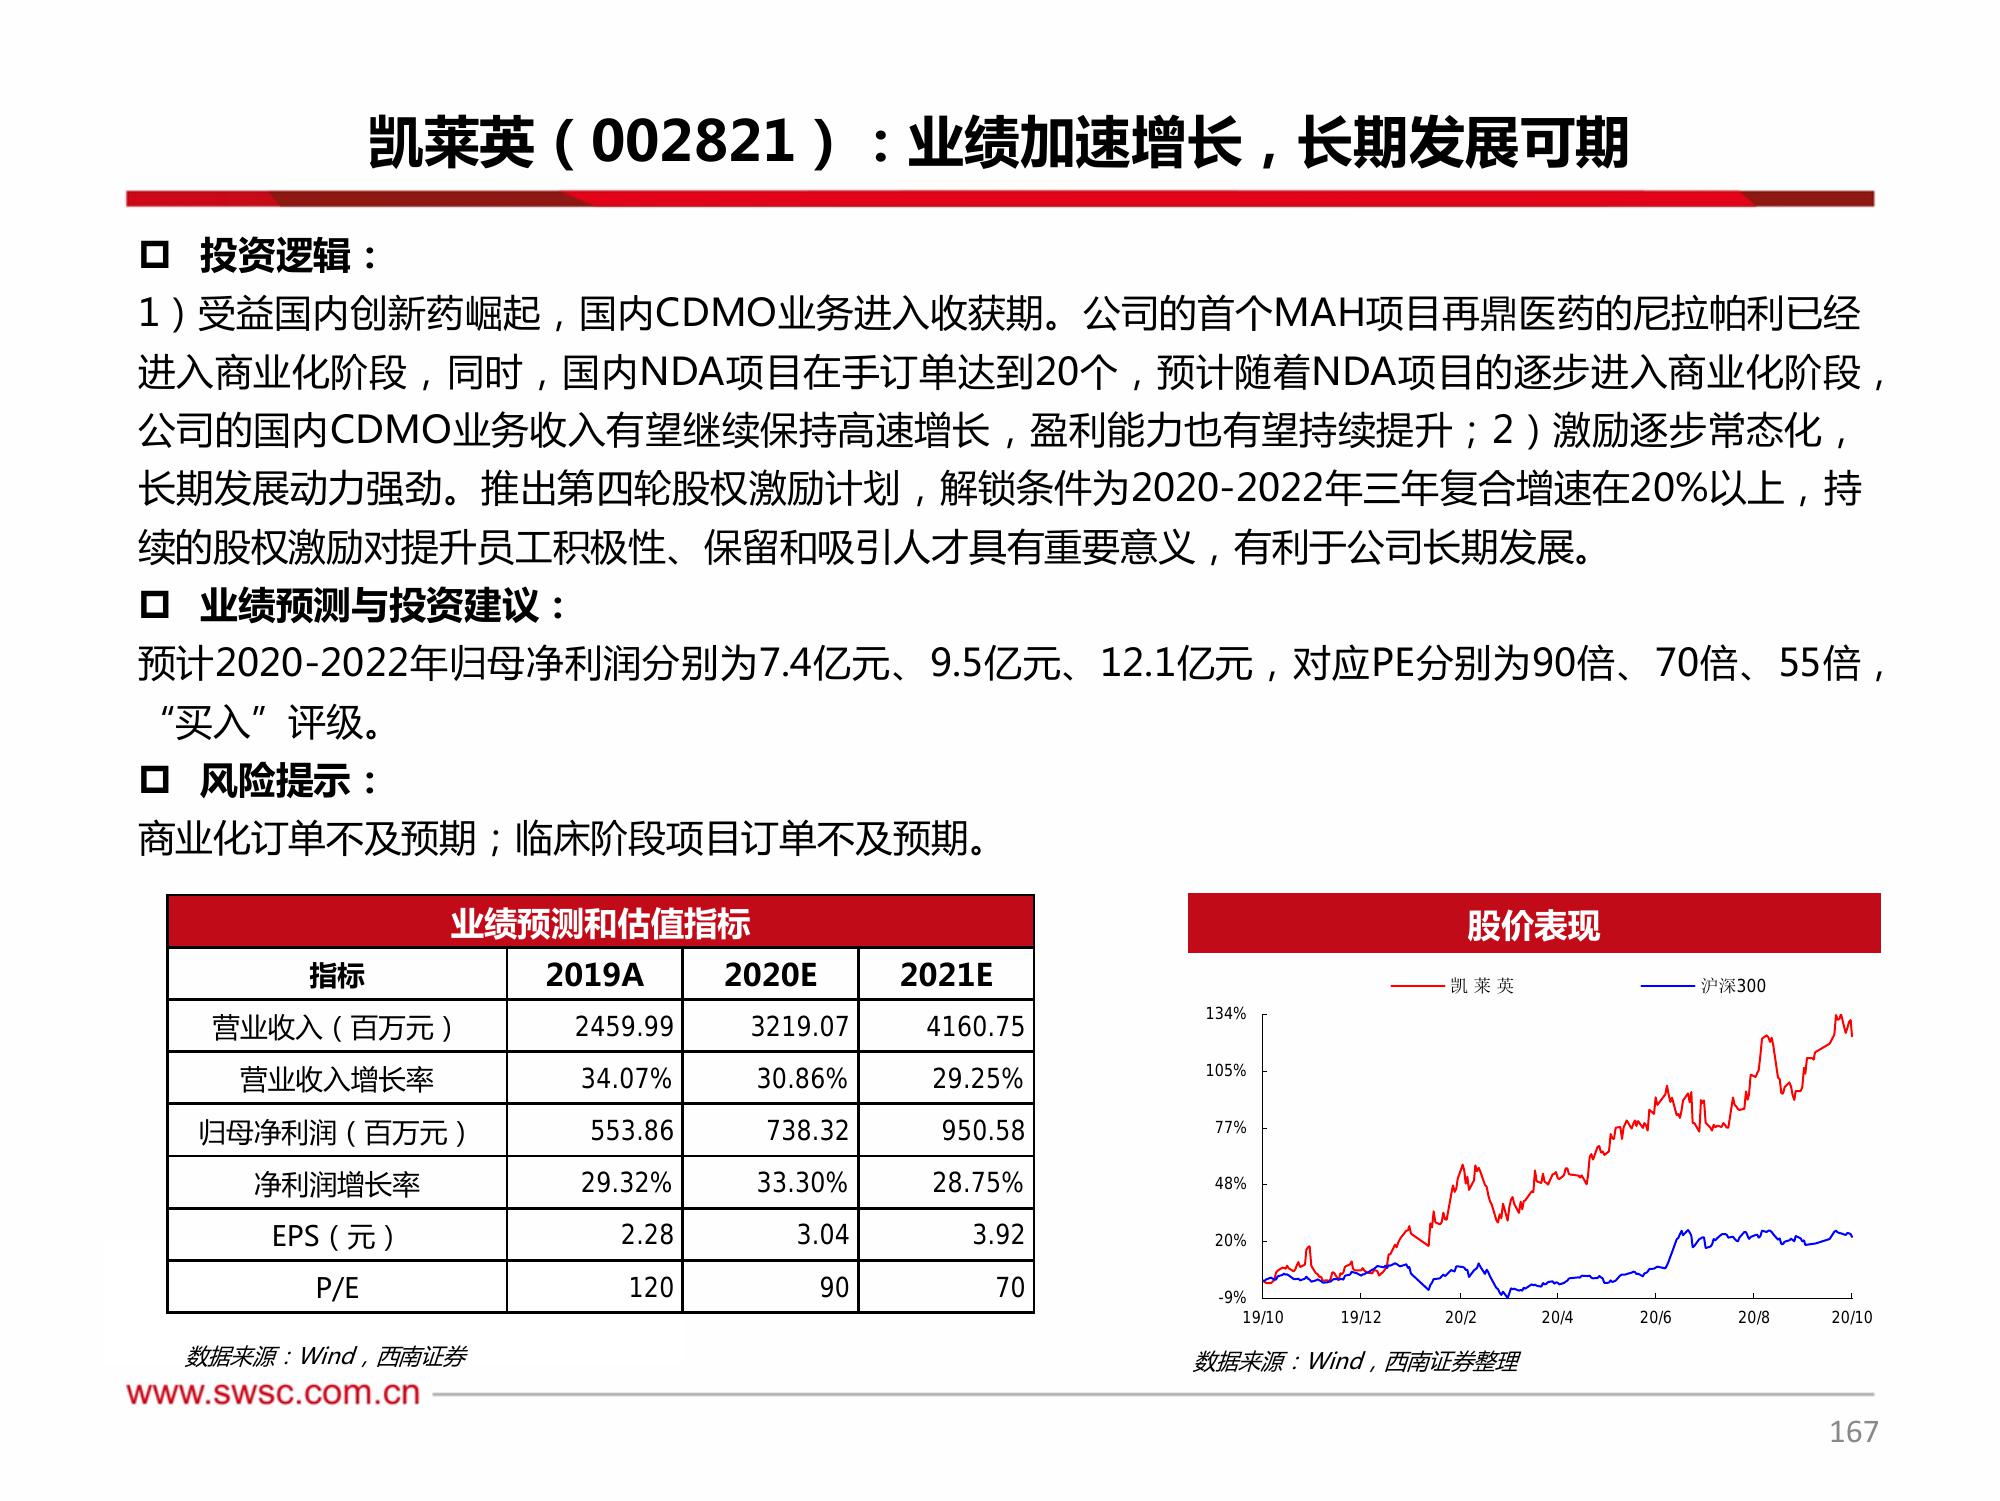 凯莱英（002821）：业绩加速增长，长期发展可期
投资逻辑：
1）受益国内创新药崛起，国内CDMO业务进入收获期。公司的首个MAH项目再鼎医药的尼拉帕利已经
进入商业化阶段，同时，国内NDA项目在手订单达到20个，预计随着NDA项目的逐步进入商业化阶段，
公司的国内CDMO业务收入有望继续保持高速增长，盈利能力也有望持续提升；2）激励逐步常态化，
长期发展动力强劲。推出第四轮股权激励计划，解锁条件为2020-2022年三年复合增速在20%以上，持
续的股权激励对提升员工积极性、保留和吸引人才具有重要意义，有利于公司长期发展。
业绩预测与投资建议：
预计2020-2022年归母净利润分别为7.4亿元、9.5亿元、12.1亿元，对应PE分别为90倍、70倍、55倍，
“买入”评级。
风险提示：
商业化订单不及预期；临床阶段项目订单不及预期。
业绩预测和估值指标
指标 2019A 2020E 2021E
营业收入（百万元） 2459.99 3219.07 4160.75
营业收入增长率 34.07% 30.86% 29.25%
归母净利润（百万元） 553.86 738.32 950.58
净利润增长率 29.32% 33.30% 28.75%
EPS（元） 2.28 3.04 3.92
P/E 120 90 70
数据来源：Wind，西南证券
股价表现
凯莱英 沪深300
134%
105%
77%
48%
20%
-9%
19/10 19/12 20/2 20/4 20/6 20/8 20/10
数据来源：Wind，西南证券整理
www.swsc.com.cn
167